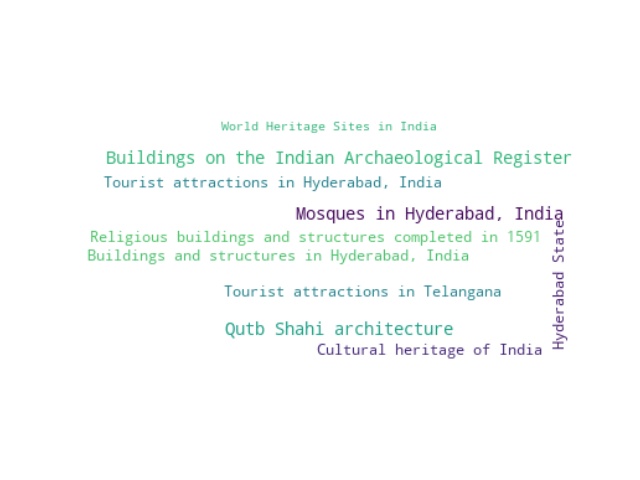 World Heritage Sites in India
Buildings on the Indian Archaeological Register
Tourist attractions in Hyderabad, India
Mosques in Hyderabad, India
Religious buildings and structures completed in 1591
Buildings and structures in Hyderabad, India
Hyderabad State
Tourist attractions in Telangana
Qutb Shahi architecture
Cultural heritage of India